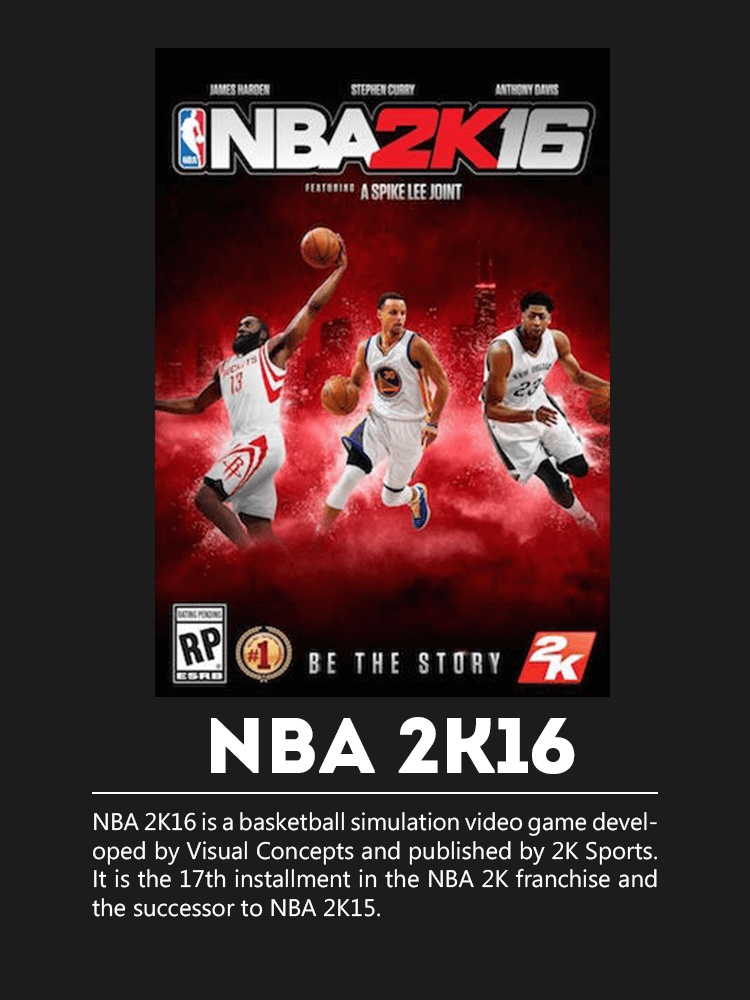 JAMES HARDEN STEPHEN CURRY ANTHONY DAVIS
NBA NBA2K16
FEATURING A SPIKE LEE JOINT
ROCKETS
13
30
23
RATING PENDING
RP
ESRB
#1
BE THE STORY
2K
NBA 2K16
NBA 2K16 is a basketball simulation video game devel-
oped by Visual Concepts and published by 2K Sports.
It is the 17th installment in the NBA 2K franchise and
the successor to NBA 2K15.